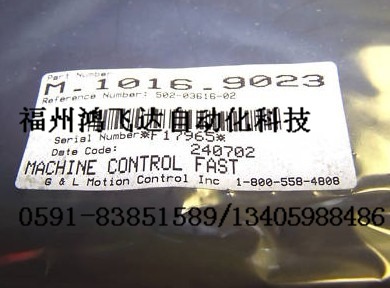 Part Number
M.1016.9023
Reference Number: 502-03616-02
福州鸿飞达自动化科技
Serial Number *F17965*
Date Code: 240702
MACHINE CONTROL FAST
G & L Motion Control Inc 1-800-558-4808
0591-83851589/13405988486